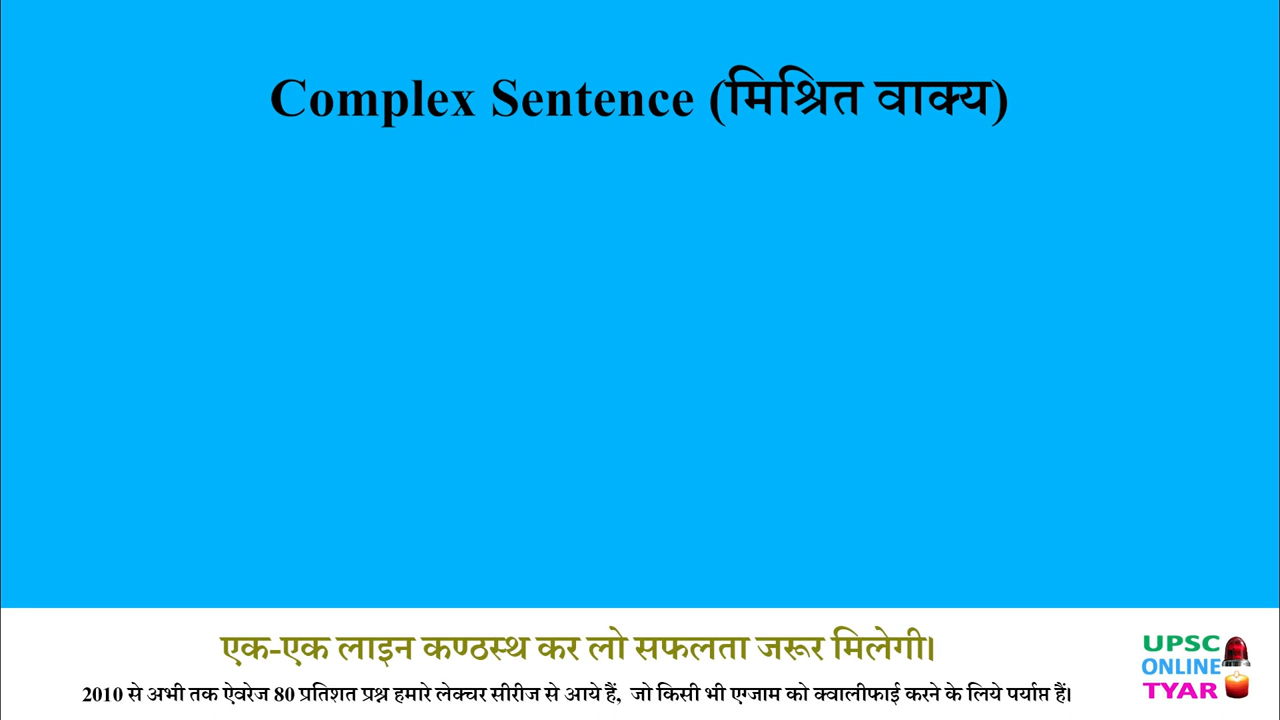 Complex Sentence (मिश्रित वाक्य)
एक-एक लाइन कण्ठस्थ कर लो सफलता जरूर मिलेगी।
2010 से अभी तक ऐवरेज 80 प्रतिशत प्रश्न हमारे लेक्चर सीरीज से आये हैं, जो किसी भी एग्जाम को क्वालीफाई करने के लिये पर्याप्त हैं।
UPSC
ONLINE
TYAR